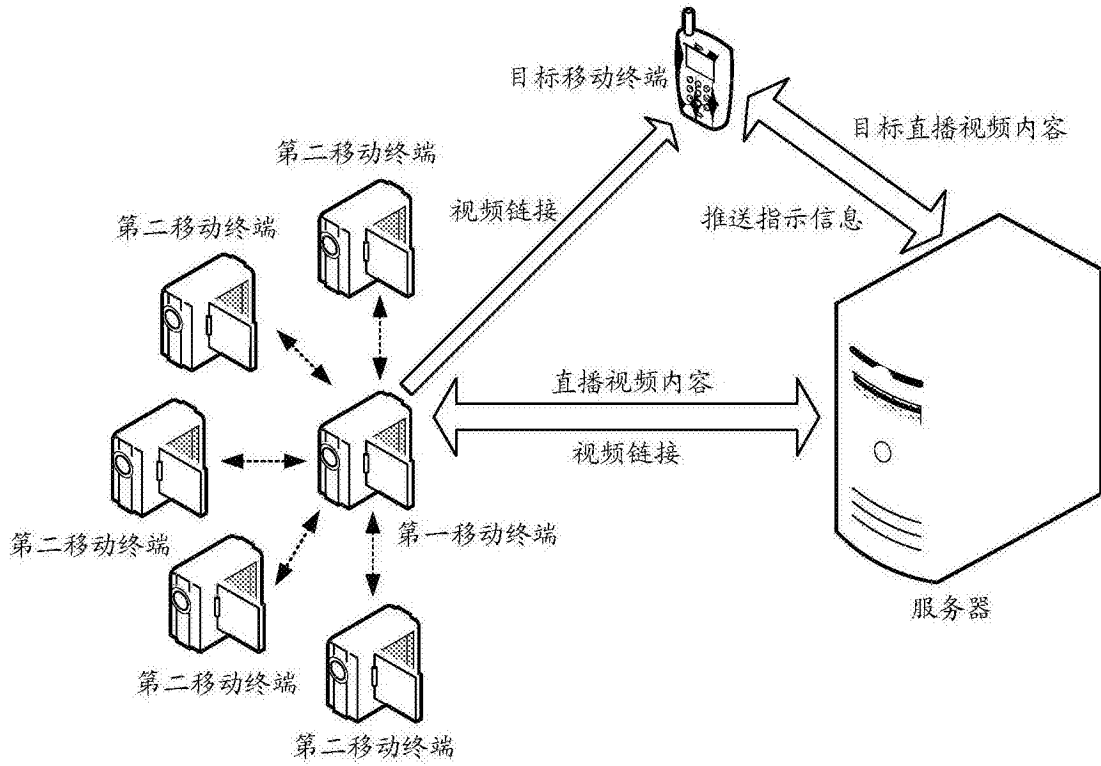 目标移动终端
目标直播视频内容
第二移动终端
视频链接
推送指示信息
第二移动终端
直播视频内容
视频链接
第一移动终端
第二移动终端
服务器
第二移动终端
第二移动终端